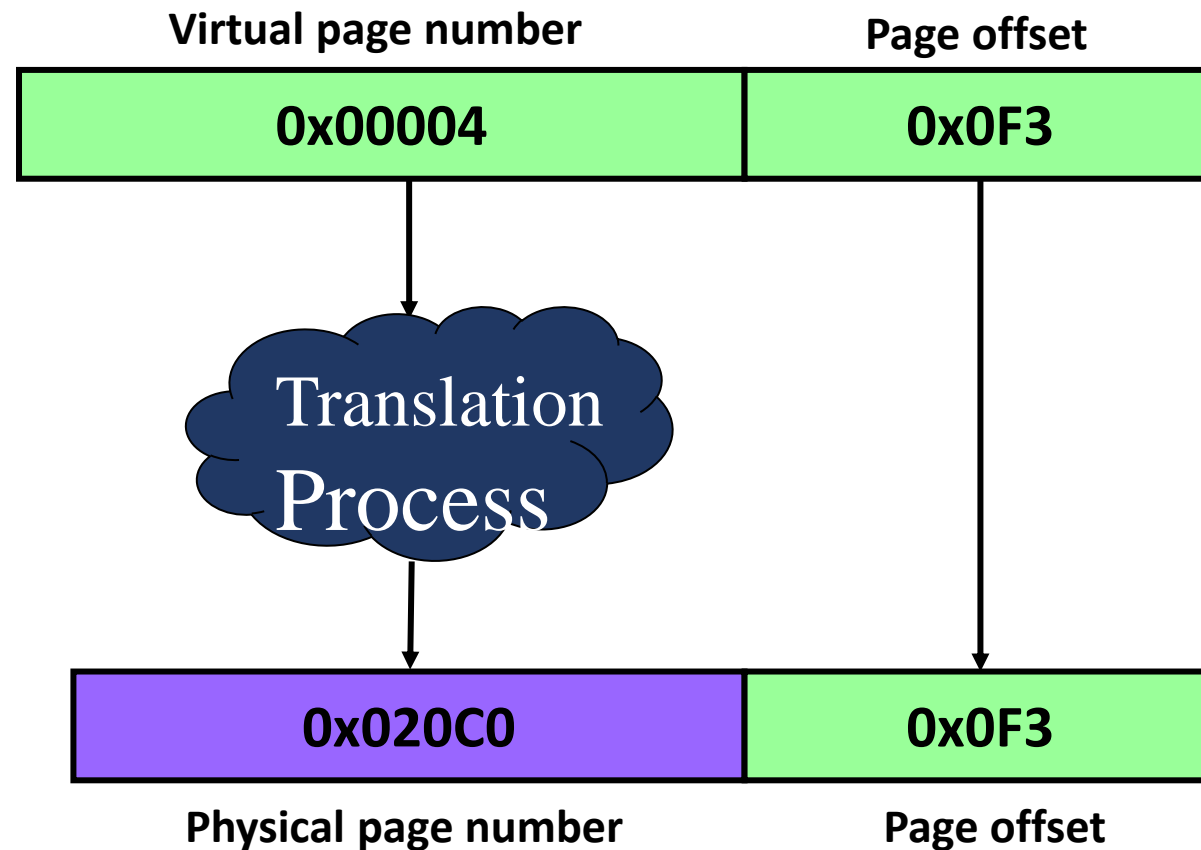 Virtual page number Page offset
0x00004 0x0F3
Translation
Process
0x020C0 0x0F3
Physical page number Page offset